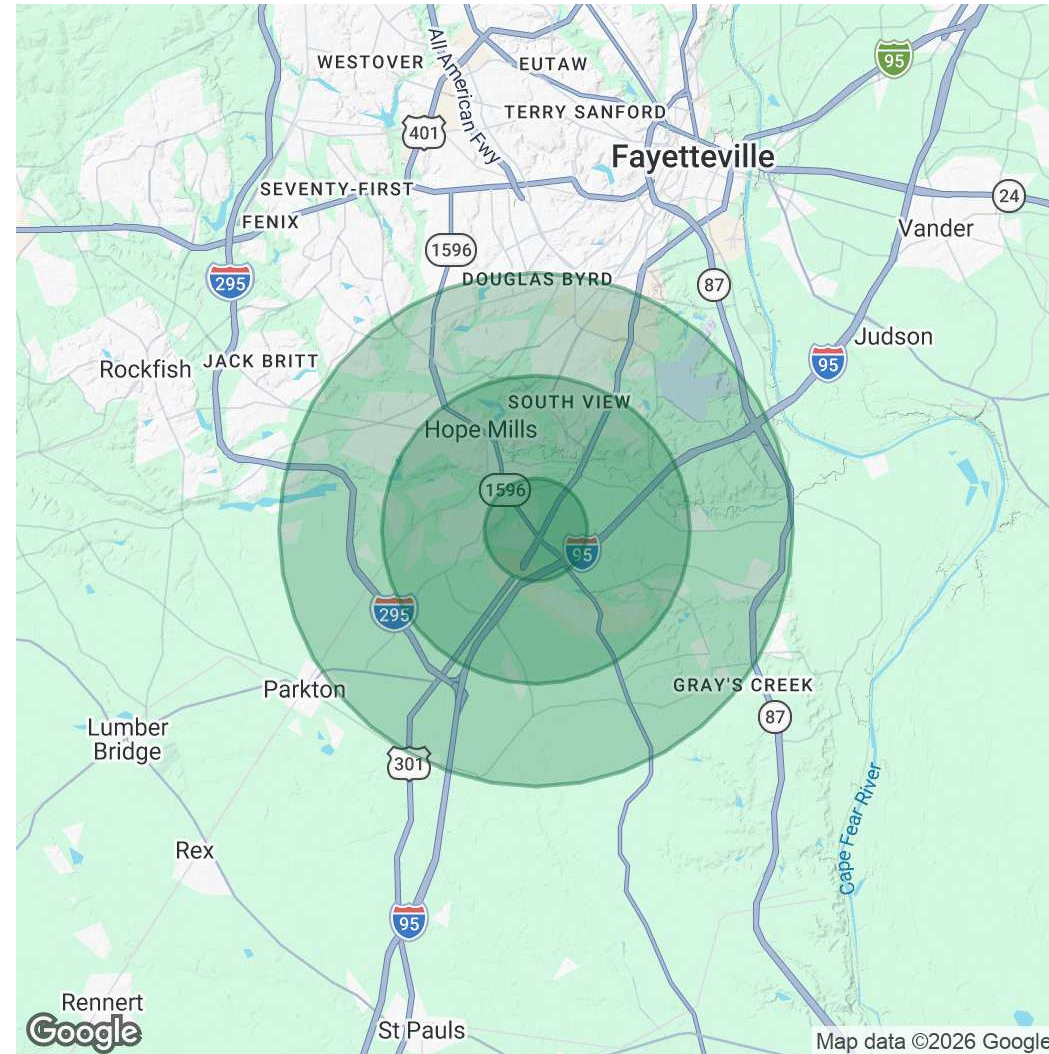 WESTOVER
EUTAW
95
All American Fwy
TERRY SANFORD
401
Fayetteville
SEVENTY-FIRST
24
FENIX
Vander
1596
295
DOUGLAS BYRD
87
Judson
95
Rockfish
JACK BRITT
SOUTH VIEW
Hope Mills
1596
95
295
Parkton
GRAY'S CREEK
87
Lumber
Bridge
301
Cape Fear River
Rex
95
Rennert
St Pauls
Google
Map data ©2026 Google